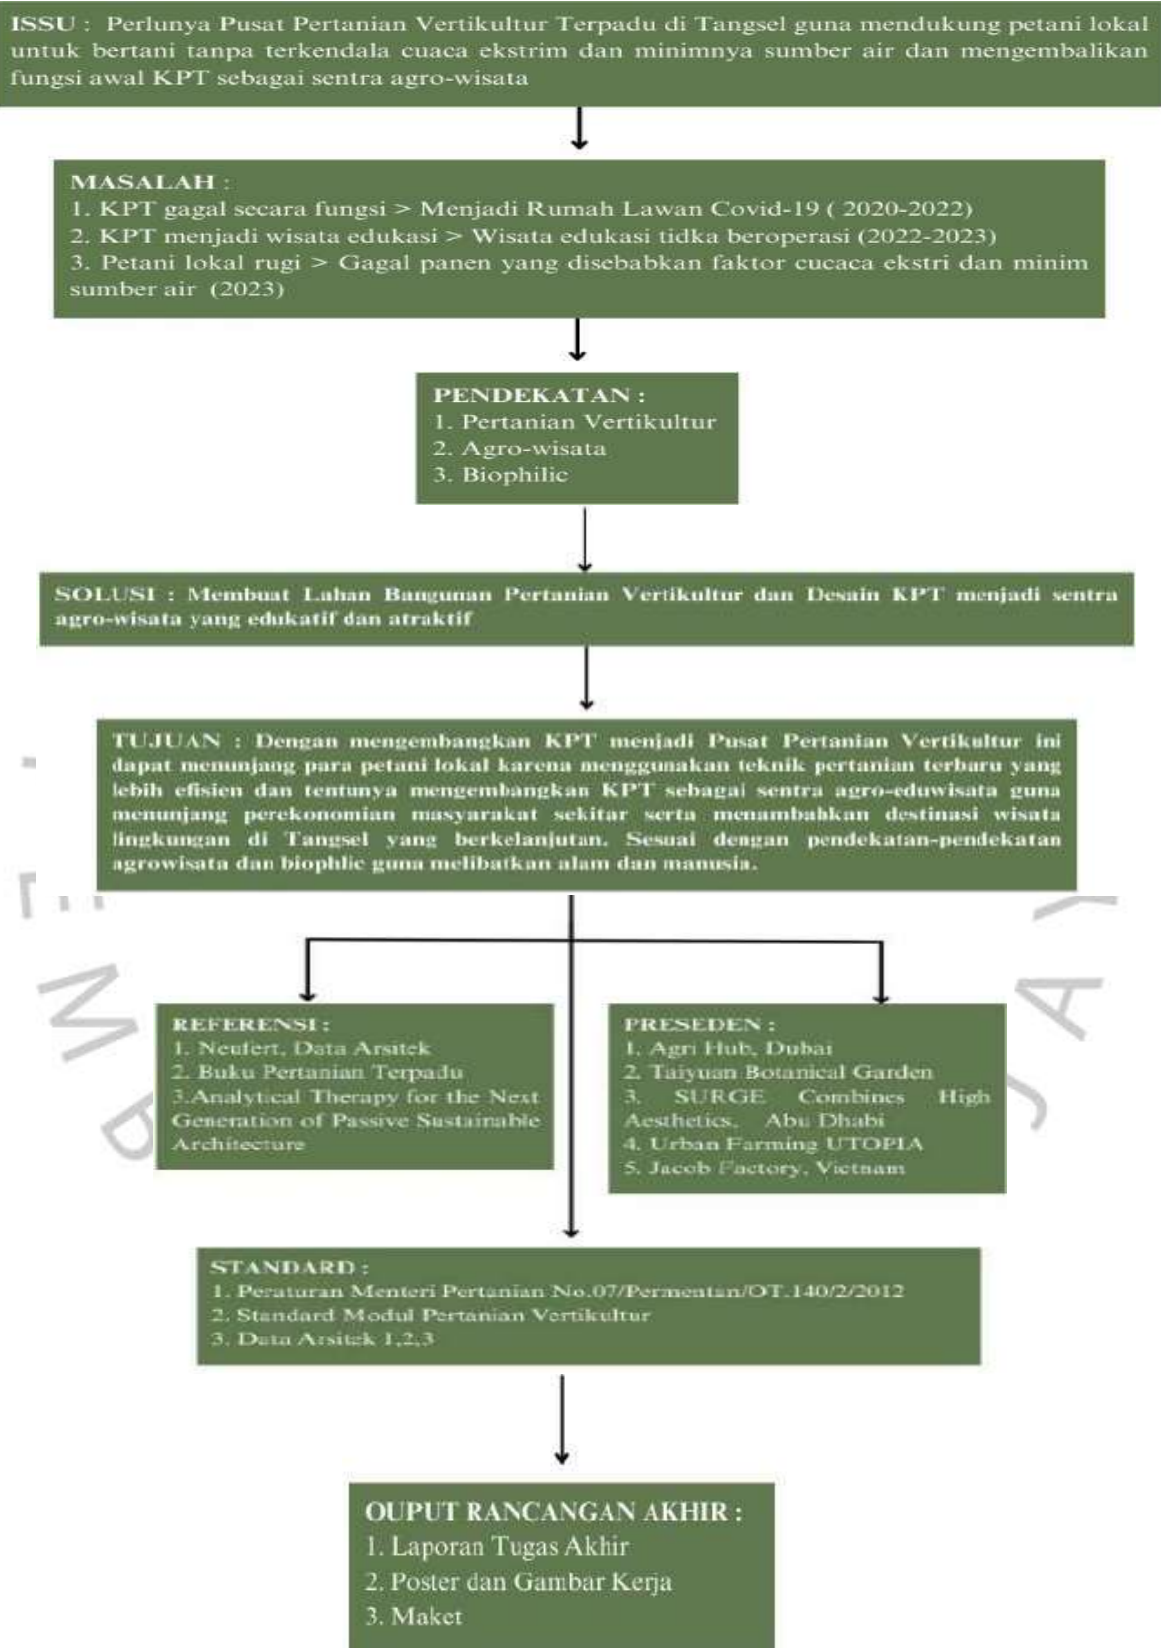 ISSU : Perlunya Pusat Pertanian Vertikultur Terpadu di Tangsel guna mendukung petani lokal
untuk bertani tanpa terkendala cuaca ekstrim dan minimnya sumber air dan mengembalikan
fungsi awal KPT sebagai sentra agro-wisata
MASALAH :
1. KPT gagal secara fungsi > Menjadi Rumah Lawan Covid-19 ( 2020-2022)
2. KPT menjadi wisata edukasi > Wisata edukasi tidka beroperasi (2022-2023)
3. Petani lokal rugi > Gagal panen yang disebabkan faktor cucaca ekstri dan minim
sumber air (2023)
PENDEKATAN :
1. Pertanian Vertikultur
2. Agro-wisata
3. Biophilic
SOLUSI : Membuat Lahan Bangunan Pertanian Vertikultur dan Desain KPT menjadi sentra
agro-wisata yang edukatif dan atraktif
TUJUAN : Dengan mengembangkan KPT menjadi Pusat Pertanian Vertikultur ini
dapat menunjang para petani lokal karena menggunakan teknik pertanian terbaru yang
lebih efisien dan tentunya mengembangkan KPT sebagai sentra agro-eduwisata guna
menunjang perekonomian masyarakat sekitar serta menambahkan destinasi wisata
lingkungan di Tangsel yang berkelanjutan. Sesuai dengan pendekatan-pendekatan
agrowisata dan biophlic guna melibatkan alam dan manusia.
REFERENSI :
1. Neufert, Data Arsitek
2. Buku Pertanian Terpadu
3.Analytical Therapy for the Next
Generation of Passive Sustainable
Architecture
PRESEDEN :
1. Agri Hub, Dubai
2. Taiyuan Botanical Garden
3. SURGE Combines High
Aesthetics, Abu Dhabi
4. Urban Farming UTOPIA
5. Jacob Factory, Vietnam
STANDARD :
1. Peraturan Menteri Pertanian No.07/Permentan/OT.140/2/2012
2. Standard Modul Pertanian Vertikultur
3. Data Arsitek 1,2,3
OUPUT RANCANGAN AKHIR :
1. Laporan Tugas Akhir
2. Poster dan Gambar Kerja
3. Maket